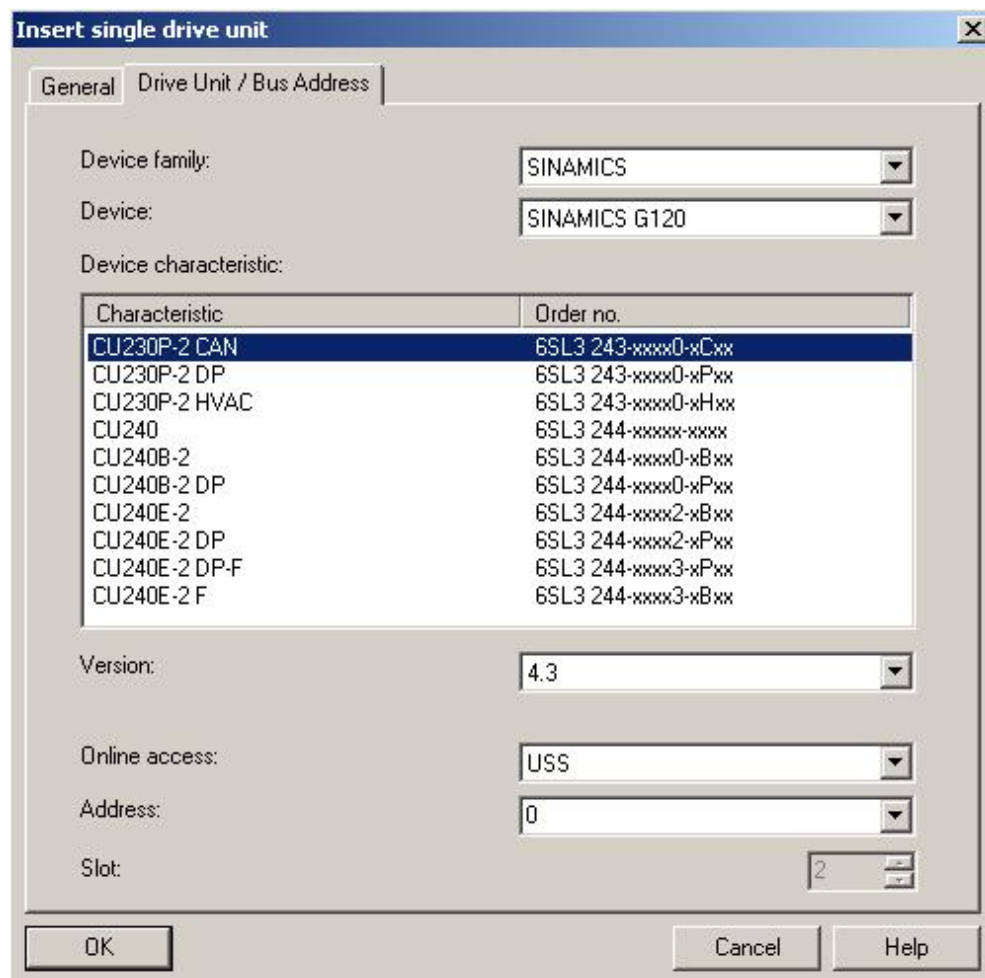 Insert single drive unit
General Drive Unit / Bus Address
Device family: SINAMICS
Device: SINAMICS G120
Device characteristic:
Characteristic Order no.
CU230P-2 CAN 6SL3 243-xxxx0-xCxx
CU230P-2 DP 6SL3 243-xxxx0-xPxx
CU230P-2 HVAC 6SL3 243-xxxx0-xHxx
CU240 6SL3 244-xxxxx-xxxx
CU240B-2 6SL3 244-xxxx0-xBxx
CU240B-2 DP 6SL3 244-xxxx0-xPxx
CU240E-2 6SL3 244-xxxx2-xBxx
CU240E-2 DP 6SL3 244-xxxx2-xPxx
CU240E-2 DP-F 6SL3 244-xxxx3-xPxx
CU240E-2 F 6SL3 244-xxxx3-xBxx
Version: 4.3
Online access: USS
Address: 0
Slot: 2
OK Cancel Help